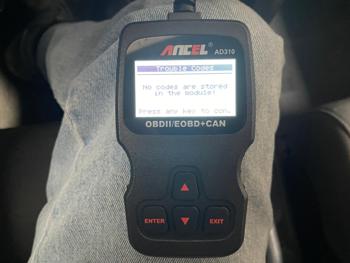 ANCEL
AD310
Trouble Codes
No codes are stored
in the module!
Press any key to con.
OBDII/EOBD+CAN
ENTER
EXIT